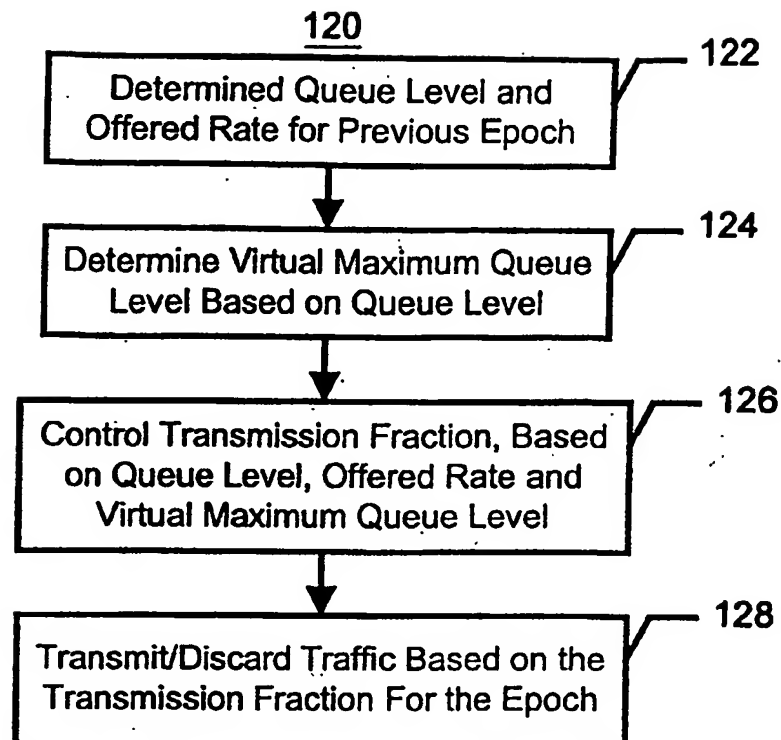 120
122
Determined Queue Level and
Offered Rate for Previous Epoch
124
Determine Virtual Maximum Queue
Level Based on Queue Level
126
Control Transmission Fraction, Based
on Queue Level, Offered Rate and
Virtual Maximum Queue Level
128
Transmit/Discard Traffic Based on the
Transmission Fraction For the Epoch